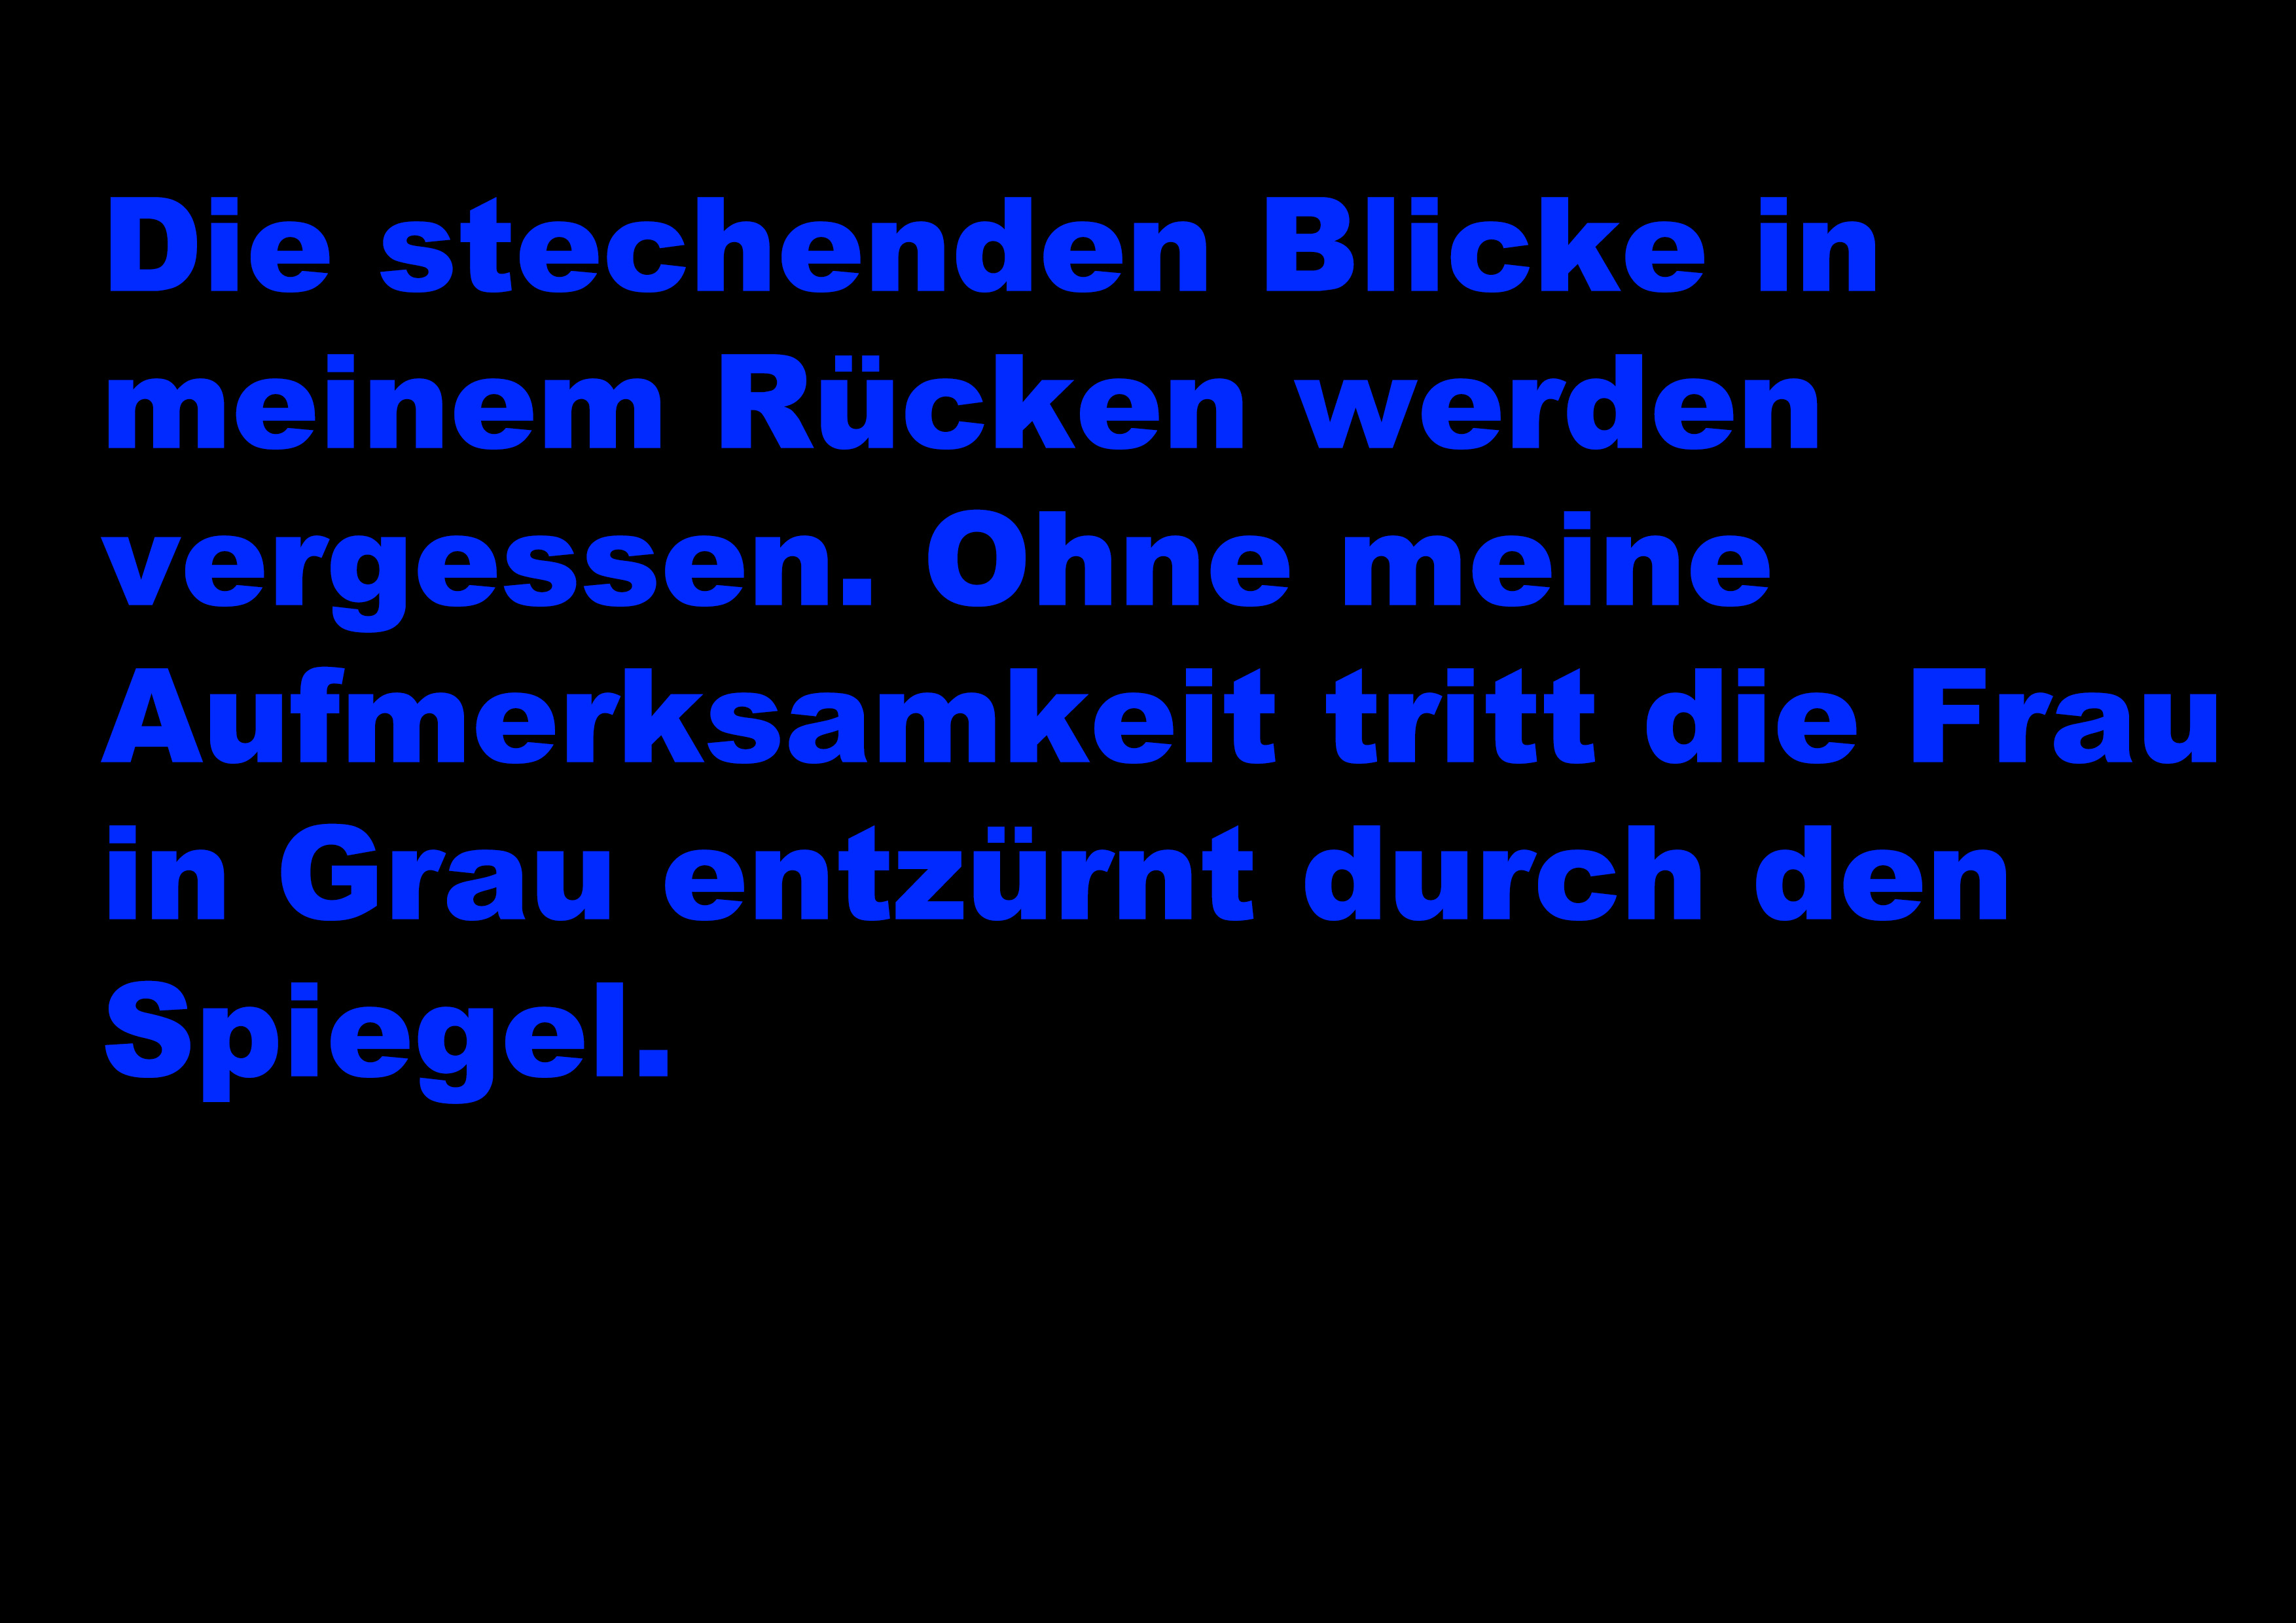 Die stechenden Blicke in
meinem Rücken werden
vergessen. Ohne meine
Aufmerksamkeit tritt die Frau
in Grau entzürnt durch den
Spiegel.